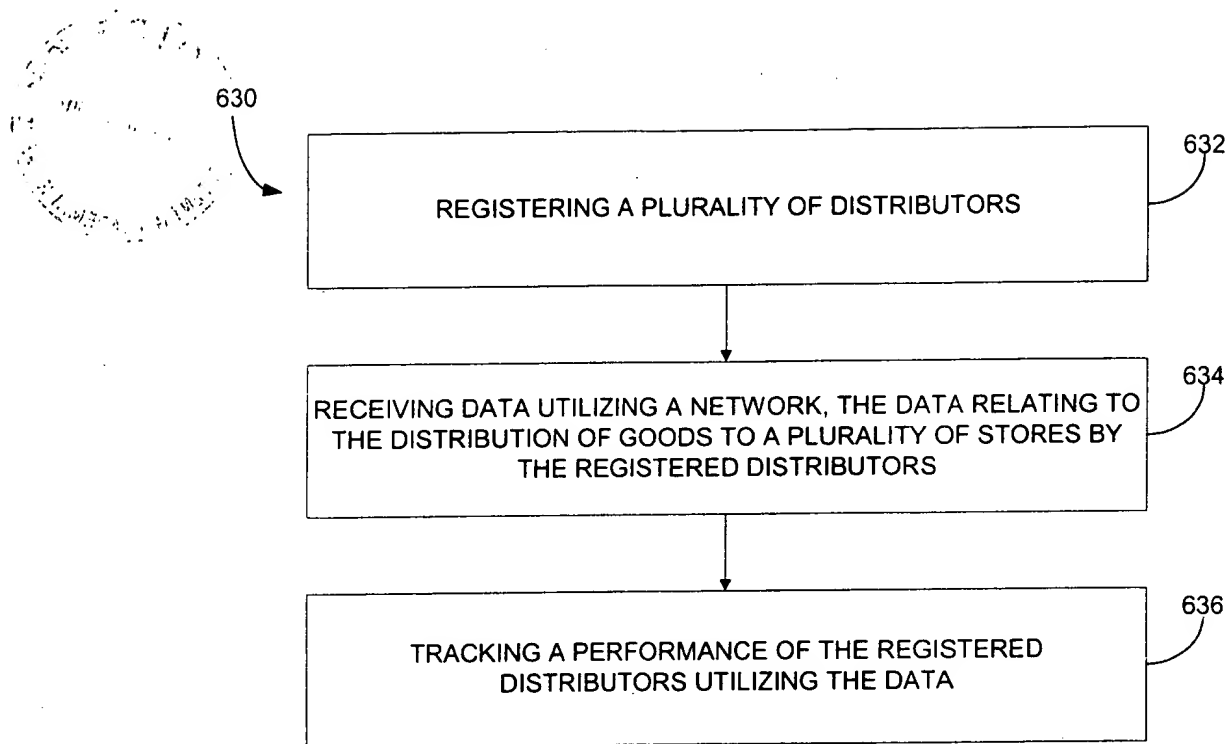 630
632
REGISTERING A PLURALITY OF DISTRIBUTORS
634
RECEIVING DATA UTILIZING A NETWORK, THE DATA RELATING TO
THE DISTRIBUTION OF GOODS TO A PLURALITY OF STORES BY
THE REGISTERED DISTRIBUTORS
636
TRACKING A PERFORMANCE OF THE REGISTERED
DISTRIBUTORS UTILIZING THE DATA